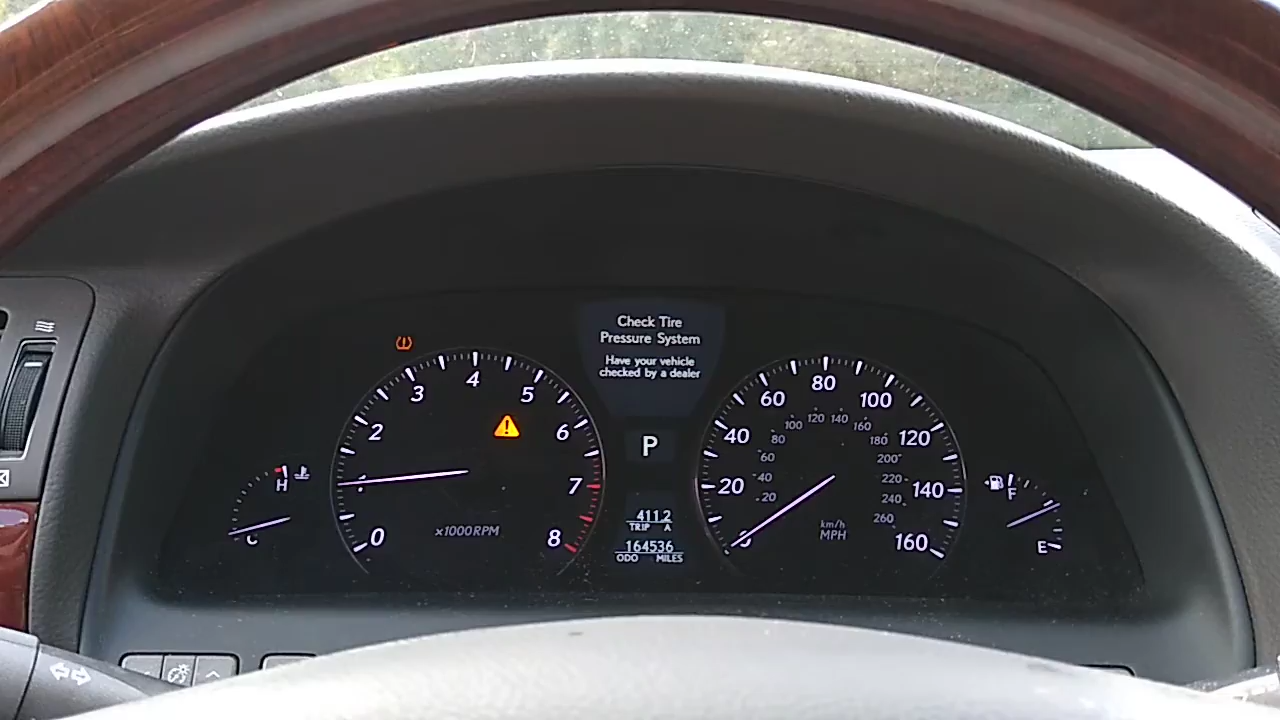 Check Tire
Pressure System
Have your vehicle
checked by a dealer
0
2
3
4
5
6
7
8
x1000RPM
H
C
P
411.2
TRIP A
164536
ODO MILES
20
40
60
80
100
120
140
160
20
40
60
80
100
120
140
160
180
200
220
240
260
km/h
MPH
F
E